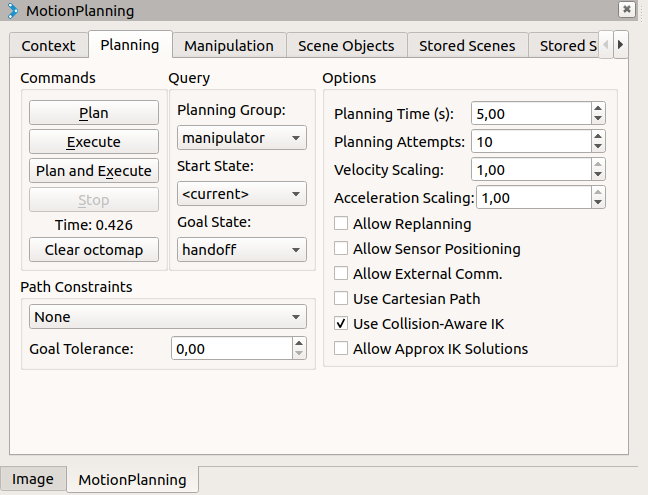 MotionPlanning
Context Planning Manipulation Scene Objects Stored Scenes Stored S
Commands
Plan
Execute
Plan and Execute
Stop
Time: 0.426
Clear octomap
Query
Planning Group:
manipulator
Start State:
<current>
Goal State:
handoff
Path Constraints
None
Goal Tolerance: 0,00
Options
Planning Time (s): 5,00
Planning Attempts: 10
Velocity Scaling: 1,00
Acceleration Scaling: 1,00
Allow Replanning
Allow Sensor Positioning
Allow External Comm.
Use Cartesian Path
Use Collision-Aware IK
Allow Approx IK Solutions
Image MotionPlanning